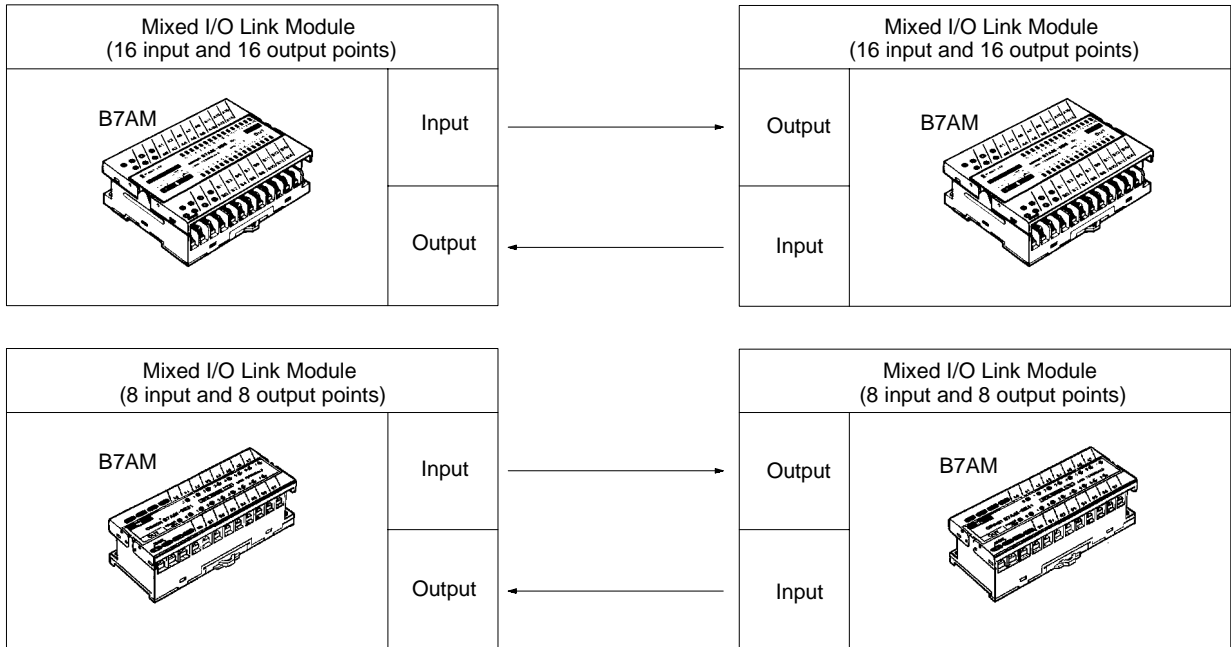 Mixed I/O Link Module
(16 input and 16 output points)
B7AM
Input
Output
Mixed I/O Link Module
(16 input and 16 output points)
Output
B7AM
Input
Mixed I/O Link Module
(8 input and 8 output points)
B7AM
Input
Output
Mixed I/O Link Module
(8 input and 8 output points)
Output
B7AM
Input